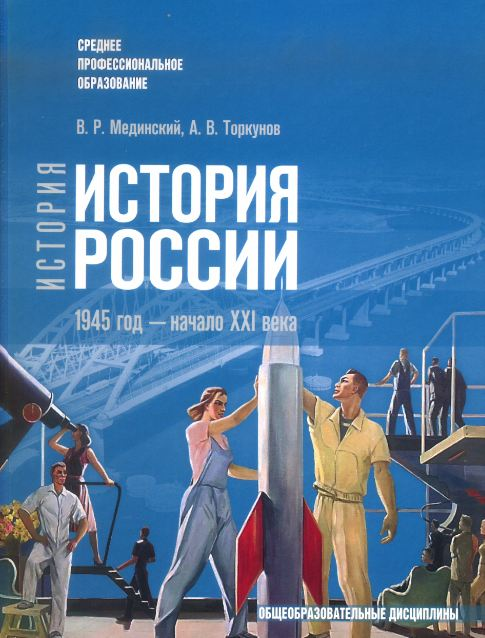 СРЕДНЕЕ
ПРОФЕССИОНАЛЬНОЕ
ОБРАЗОВАНИЕ
В. Р. Мединский, А. В. Торкунов
ИСТОРИЯ
ИСТОРИЯ
РОССИИ
1945 год — начало XXI века
ОБЩЕОБРАЗОВАТЕЛЬНЫЕ ДИСЦИПЛИНЫ